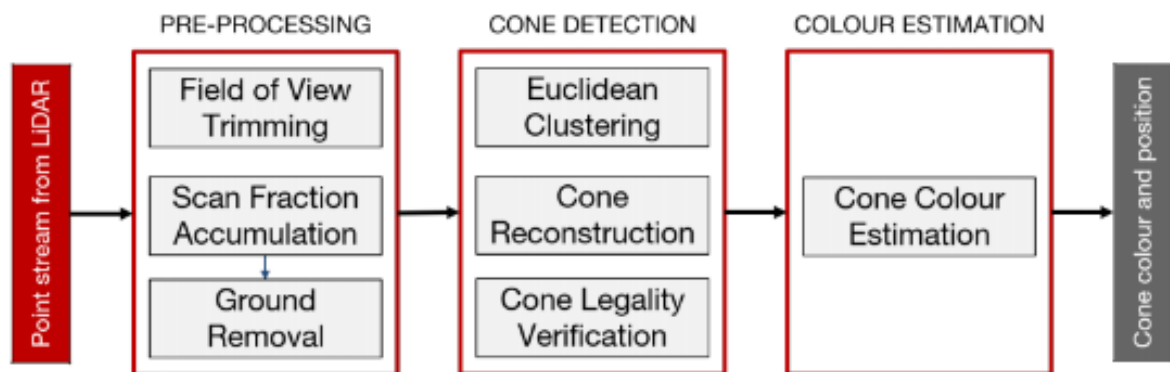 PRE-PROCESSING
CONE DETECTION
COLOUR ESTIMATION
Point stream from LiDAR
Field of View
Trimming
Scan Fraction
Accumulation
Ground
Removal
Euclidean
Clustering
Cone
Reconstruction
Cone Legality
Verification
Cone Colour
Estimation
Cone colour and position